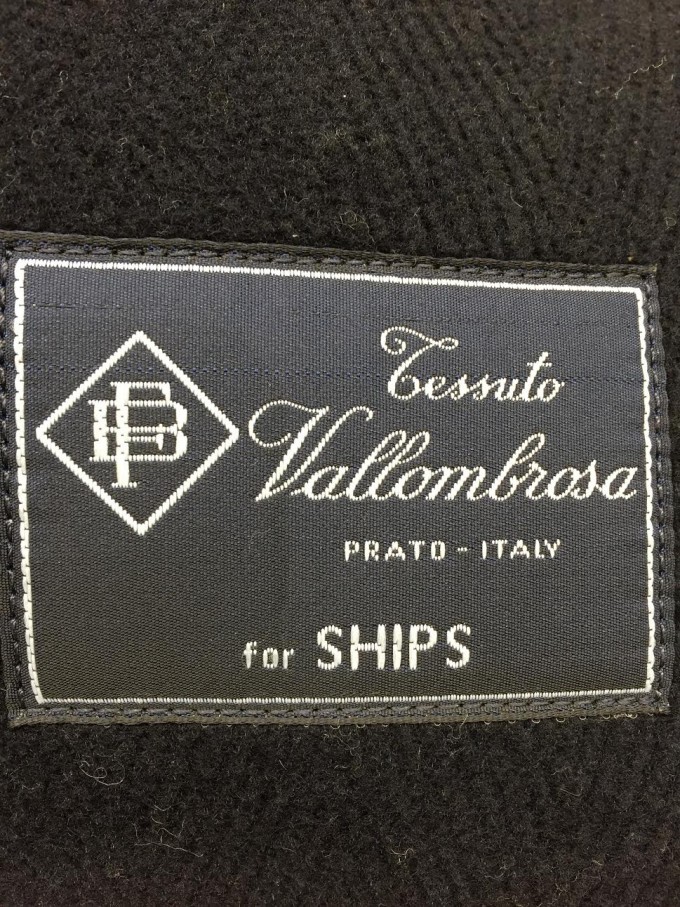 Tessuto
Vallombrosa
PRATO - ITALY
for SHIPS